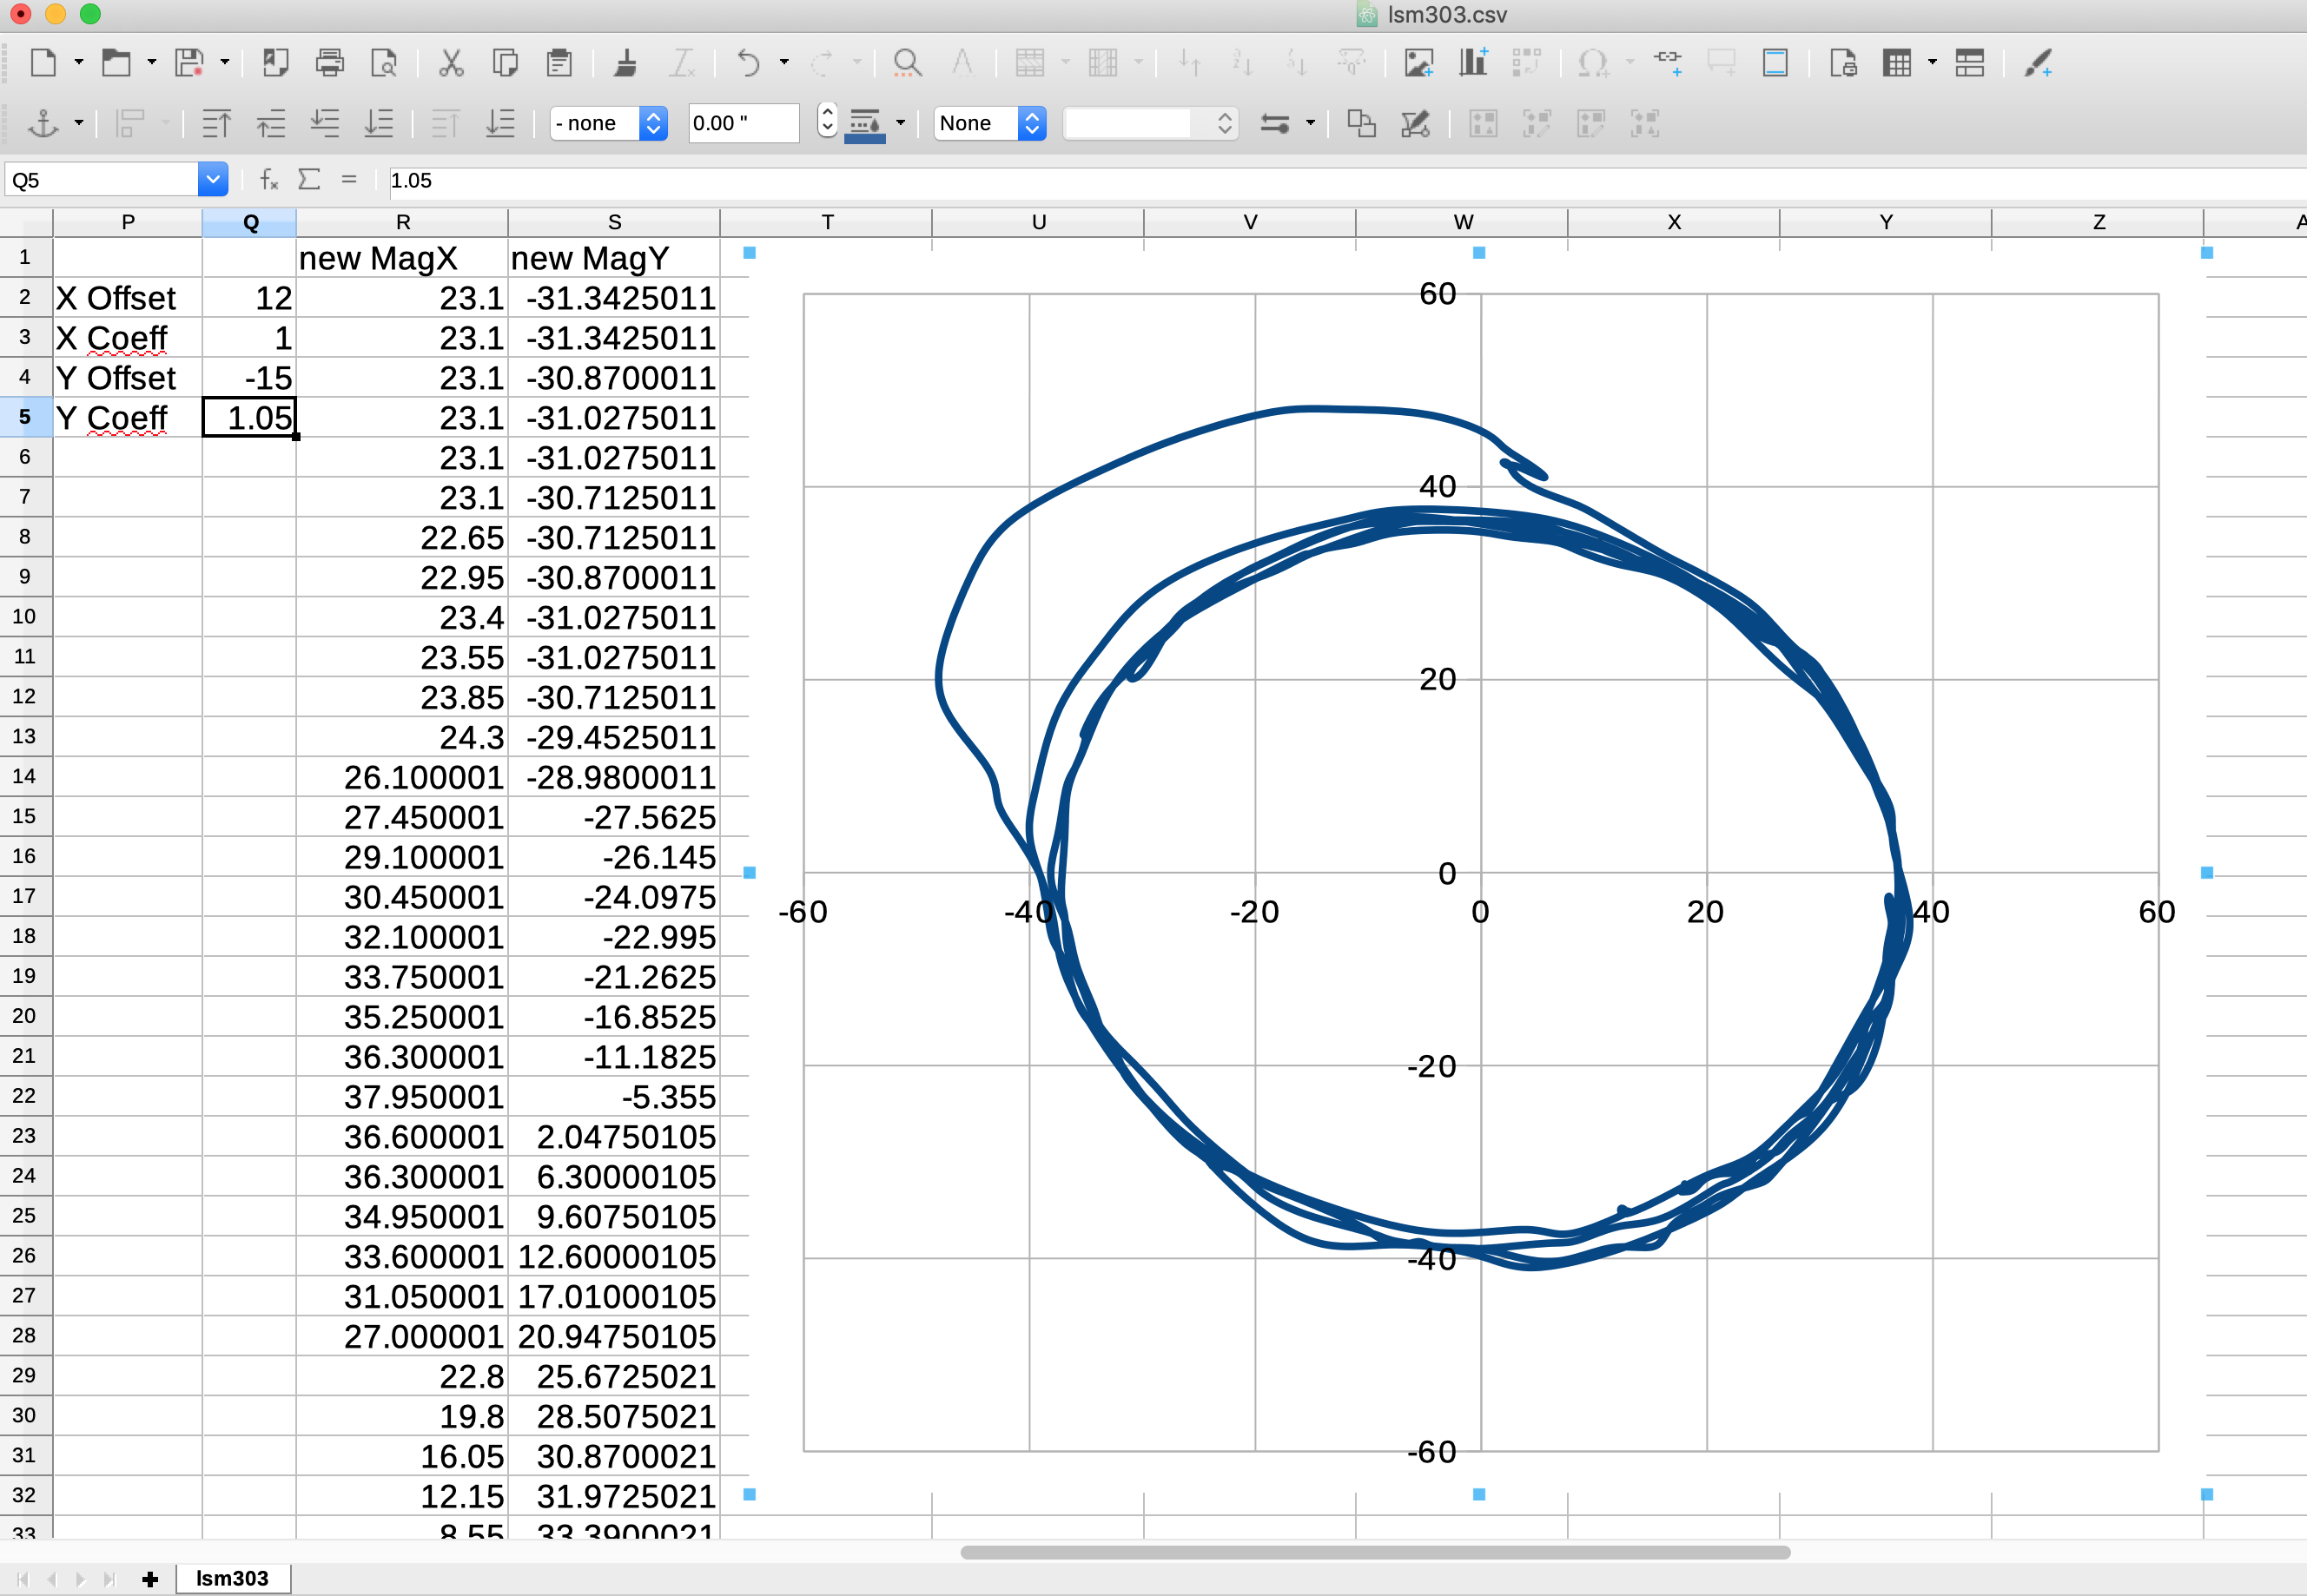 lsm303.csv
- none 0.00 " None
Q5 1.05
P Q R S T U V W X Y Z A
1 new MagX new MagY
2 X Offset 12 23.1 -31.3425011
3 X Coeff 1 23.1 -31.3425011
4 Y Offset -15 23.1 -30.8700011
5 Y Coeff 1.05 23.1 -31.0275011
6 23.1 -31.0275011
7 23.1 -30.7125011
8 22.65 -30.7125011
9 22.95 -30.8700011
10 23.4 -31.0275011
11 23.55 -31.0275011
12 23.85 -30.7125011
13 24.3 -29.4525011
14 26.100001 -28.9800011
15 27.450001 -27.5625
16 29.100001 -26.145
17 30.450001 -24.0975
18 32.100001 -22.995
19 33.750001 -21.2625
20 35.250001 -16.8525
21 36.300001 -11.1825
22 37.950001 -5.355
23 36.600001 2.04750105
24 36.300001 6.30000105
25 34.950001 9.60750105
26 33.600001 12.60000105
27 31.050001 17.01000105
28 27.000001 20.94750105
29 22.8 25.6725021
30 19.8 28.5075021
31 16.05 30.8700021
32 12.15 31.9725021
33 8.55 33.3900021
60
40
20
0
-60 -40 -20 0 20 40 60
-20
-40
-60
lsm303